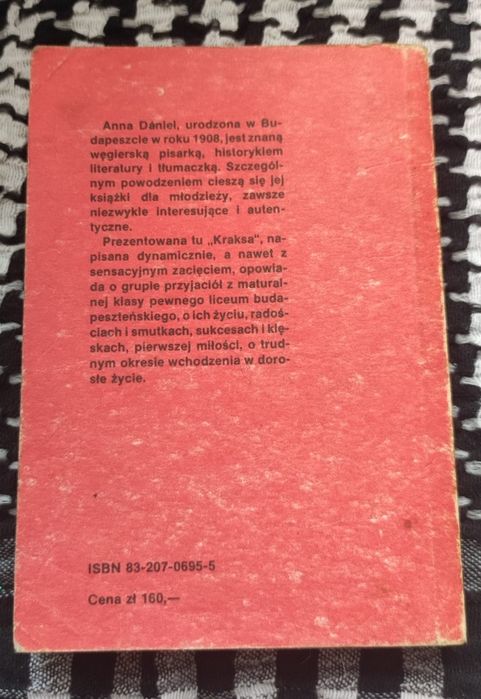 Anna Dániel, urodzona w Bu-
dapeszcie w roku 1908, jest znaną
węgierską pisarką, historykiem
literatury i tłumaczką. Szczegól-
nym powodzeniem cieszą się jej
książki dla młodzieży, zawsze
niezwykle interesujące i auten-
tyczne.
Prezentowana tu „Kraksa”, na-
pisana dynamicznie, a nawet z
sensacyjnym zacięciem, opowia-
da o grupie przyjaciół z matural-
nej klasy pewnego liceum buda-
peszteńskiego, o ich życiu, radoś-
ciach i smutkach, sukcesach i klę-
skach, pierwszej miłości, o trud-
nym okresie wchodzenia w doro-
słe życie.
ISBN 83-207-0695-5
Cena zł 160,—